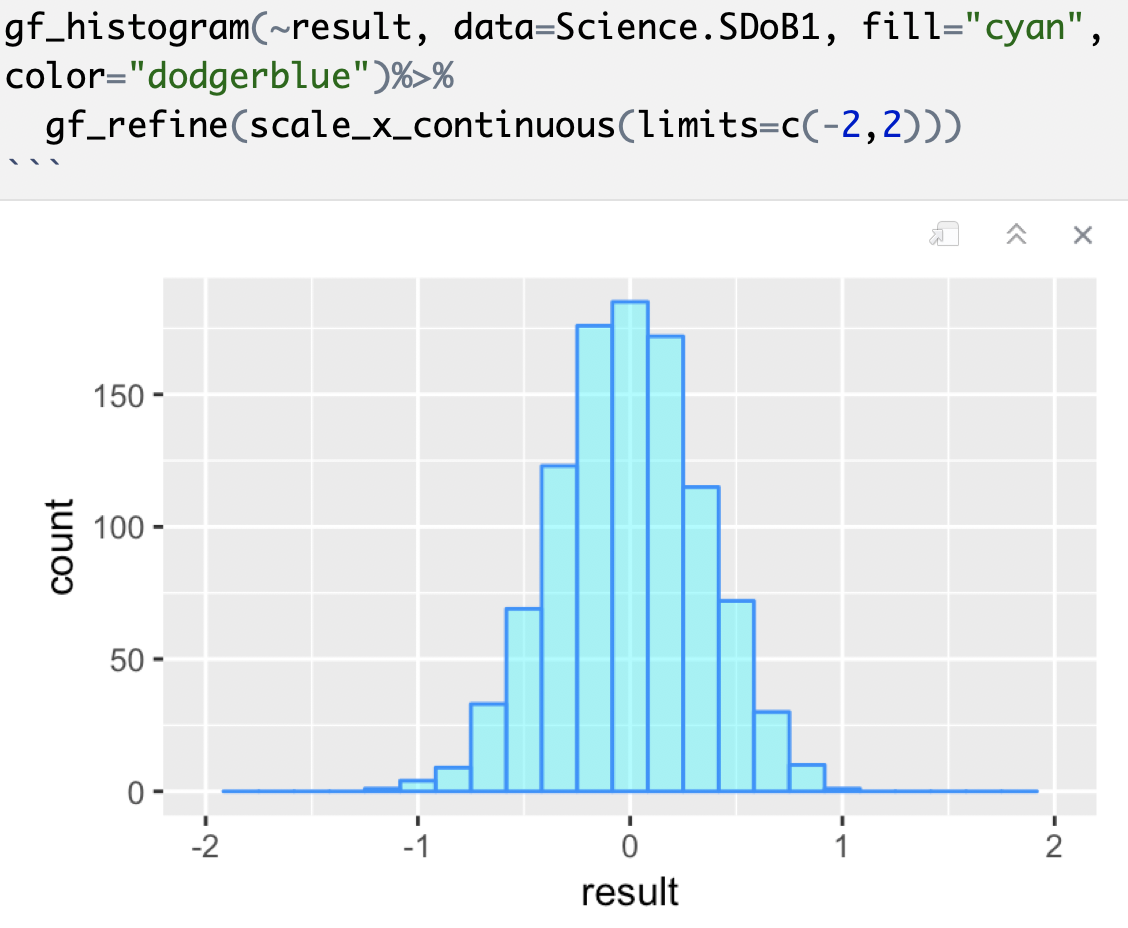 gf_histogram(~result, data=Science.SDoB1, fill="cyan",
color="dodgerblue")%>%
  gf_refine(scale_x_continuous(limits=c(-2,2)))
```
150
100
50
0
count
-2 -1 0 1 2
result